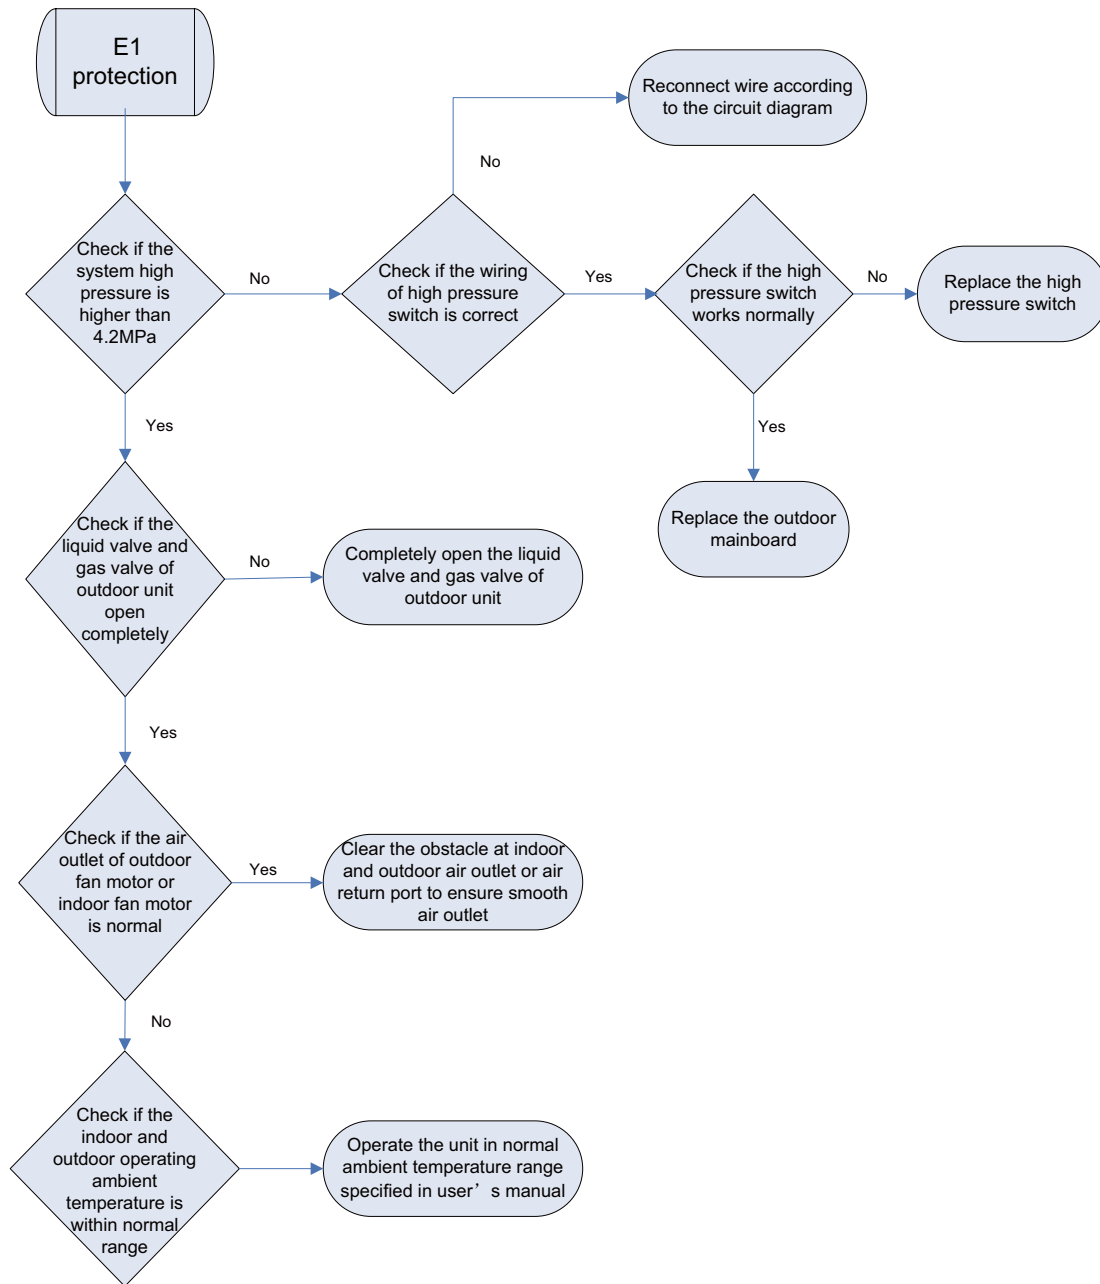 E1
protection
Reconnect wire according
to the circuit diagram
No
Check if the
system high
pressure is
higher than
4.2MPa
No
Check if the wiring
of high pressure
switch is correct
Yes
Check if the high
pressure switch
works normally
No
Replace the high
pressure switch
Yes
Yes
Replace the outdoor
mainboard
Check if the
liquid valve and
gas valve of
outdoor unit
open
completely
No
Completely open the liquid
valve and gas valve of
outdoor unit
Yes
Check if the air
outlet of outdoor
fan motor or
indoor fan motor
is normal
Yes
Clear the obstacle at indoor
and outdoor air outlet or air
return port to ensure smooth
air outlet
No
Check if the
indoor and
outdoor operating
ambient
temperature is
within normal
range
Operate the unit in normal
ambient temperature range
specified in user’s manual